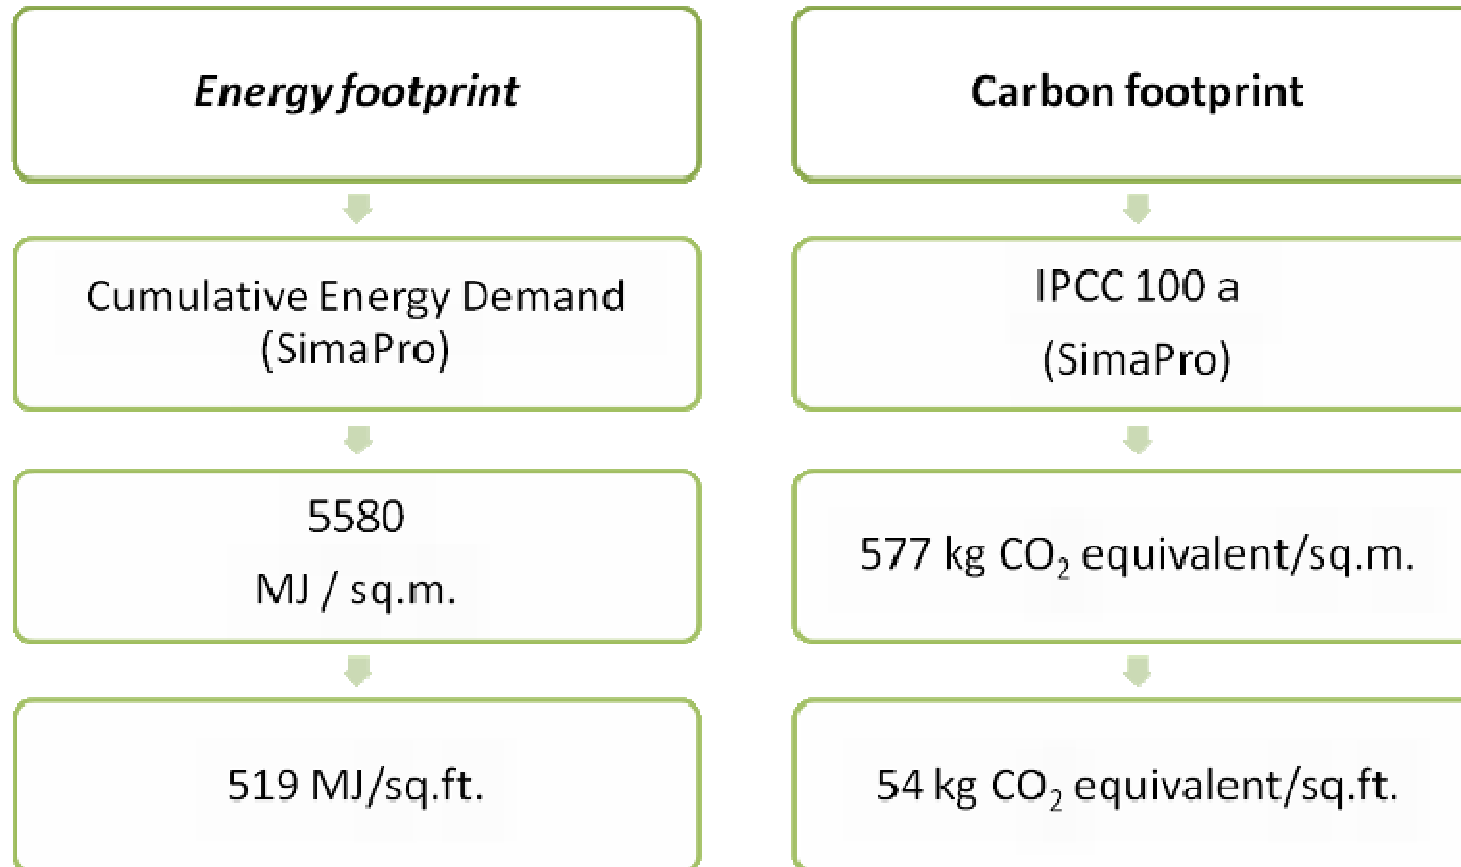 Energy footprint
Cumulative Energy Demand
(SimaPro)
5580
MJ / sq.m.
519 MJ/sq.ft.
Carbon footprint
IPCC 100 a
(SimaPro)
577 kg CO₂ equivalent/sq.m.
54 kg CO₂ equivalent/sq.ft.